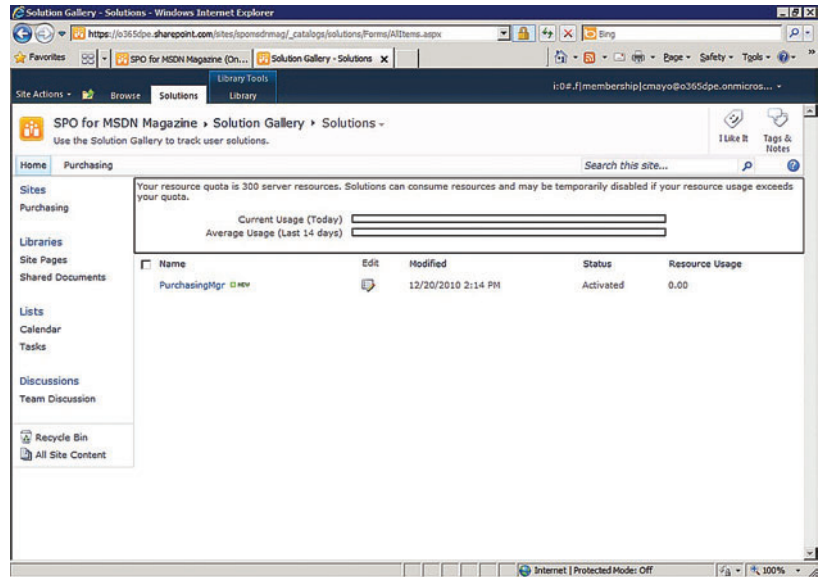 Solution Gallery - Solutions - Windows Internet Explorer
https://o365dpe.sharepoint.com/sites/spomsdnmag/_catalogs/solutions/Forms/AllItems.aspx
Bing
Favorites
SPO for MSDN Magazine (On...
Solution Gallery - Solutions
Page
Safety
Tools
Library Tools
Site Actions
Browse
Solutions
Library
i:0#.f|membership|cmayo@o365dpe.onmicros...
SPO for MSDN Magazine
Solution Gallery
Solutions
Use the Solution Gallery to track user solutions.
I Like It
Tags & Notes
Home
Purchasing
Search this site...
Sites
Purchasing
Libraries
Site Pages
Shared Documents
Lists
Calendar
Tasks
Discussions
Team Discussion
Recycle Bin
All Site Content
Your resource quota is 300 server resources. Solutions can consume resources and may be temporarily disabled if your resource usage exceeds
your quota.
Current Usage (Today)
Average Usage (Last 14 days)
Name Edit Modified Status Resource Usage
PurchasingMgr NEW 12/20/2010 2:14 PM Activated 0.00
Internet | Protected Mode: Off
100%